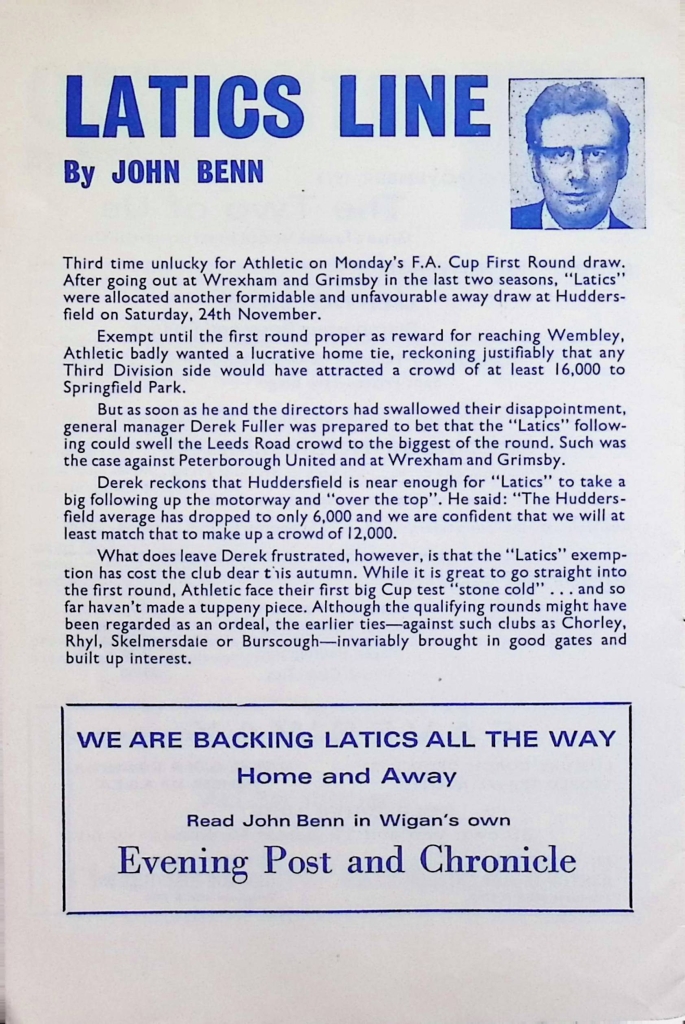 LATICS LINE
By JOHN BENN
Third time unlucky for Athletic on Monday's F.A. Cup First Round draw.
After going out at Wrexham and Grimsby in the last two seasons, "Latics"
were allocated another formidable and unfavourable away draw at Hudders-
field on Saturday, 24th November.
Exempt until the first round proper as reward for reaching Wembley,
Athletic badly wanted a lucrative home tie, reckoning justifiably that any
Third Division side would have attracted a crowd of at least 16,000 to
Springfield Park.
But as soon as he and the directors had swallowed their disappointment,
general manager Derek Fuller was prepared to bet that the "Latics" follow-
ing could swell the Leeds Road crowd to the biggest of the round. Such was
the case against Peterborough United and at Wrexham and Grimsby.
Derek reckons that Huddersfield is near enough for "Latics" to take a
big following up the motorway and "over the top". He said: "The Hudders-
field average has dropped to only 6,000 and we are confident that we will at
least match that to make up a crowd of 12,000.
What does leave Derek frustrated, however, is that the "Latics" exemp-
tion has cost the club dear this autumn. While it is great to go straight into
the first round, Athletic face their first big Cup test "stone cold" . . . and so
far havan't made a tuppeny piece. Although the qualifying rounds might have
been regarded as an ordeal, the earlier ties—against such clubs as Chorley,
Rhyl, Skelmersdale or Burscough—invariably brought in good gates and
built up interest.
WE ARE BACKING LATICS ALL THE WAY
Home and Away
Read John Benn in Wigan's own
Evening Post and Chronicle